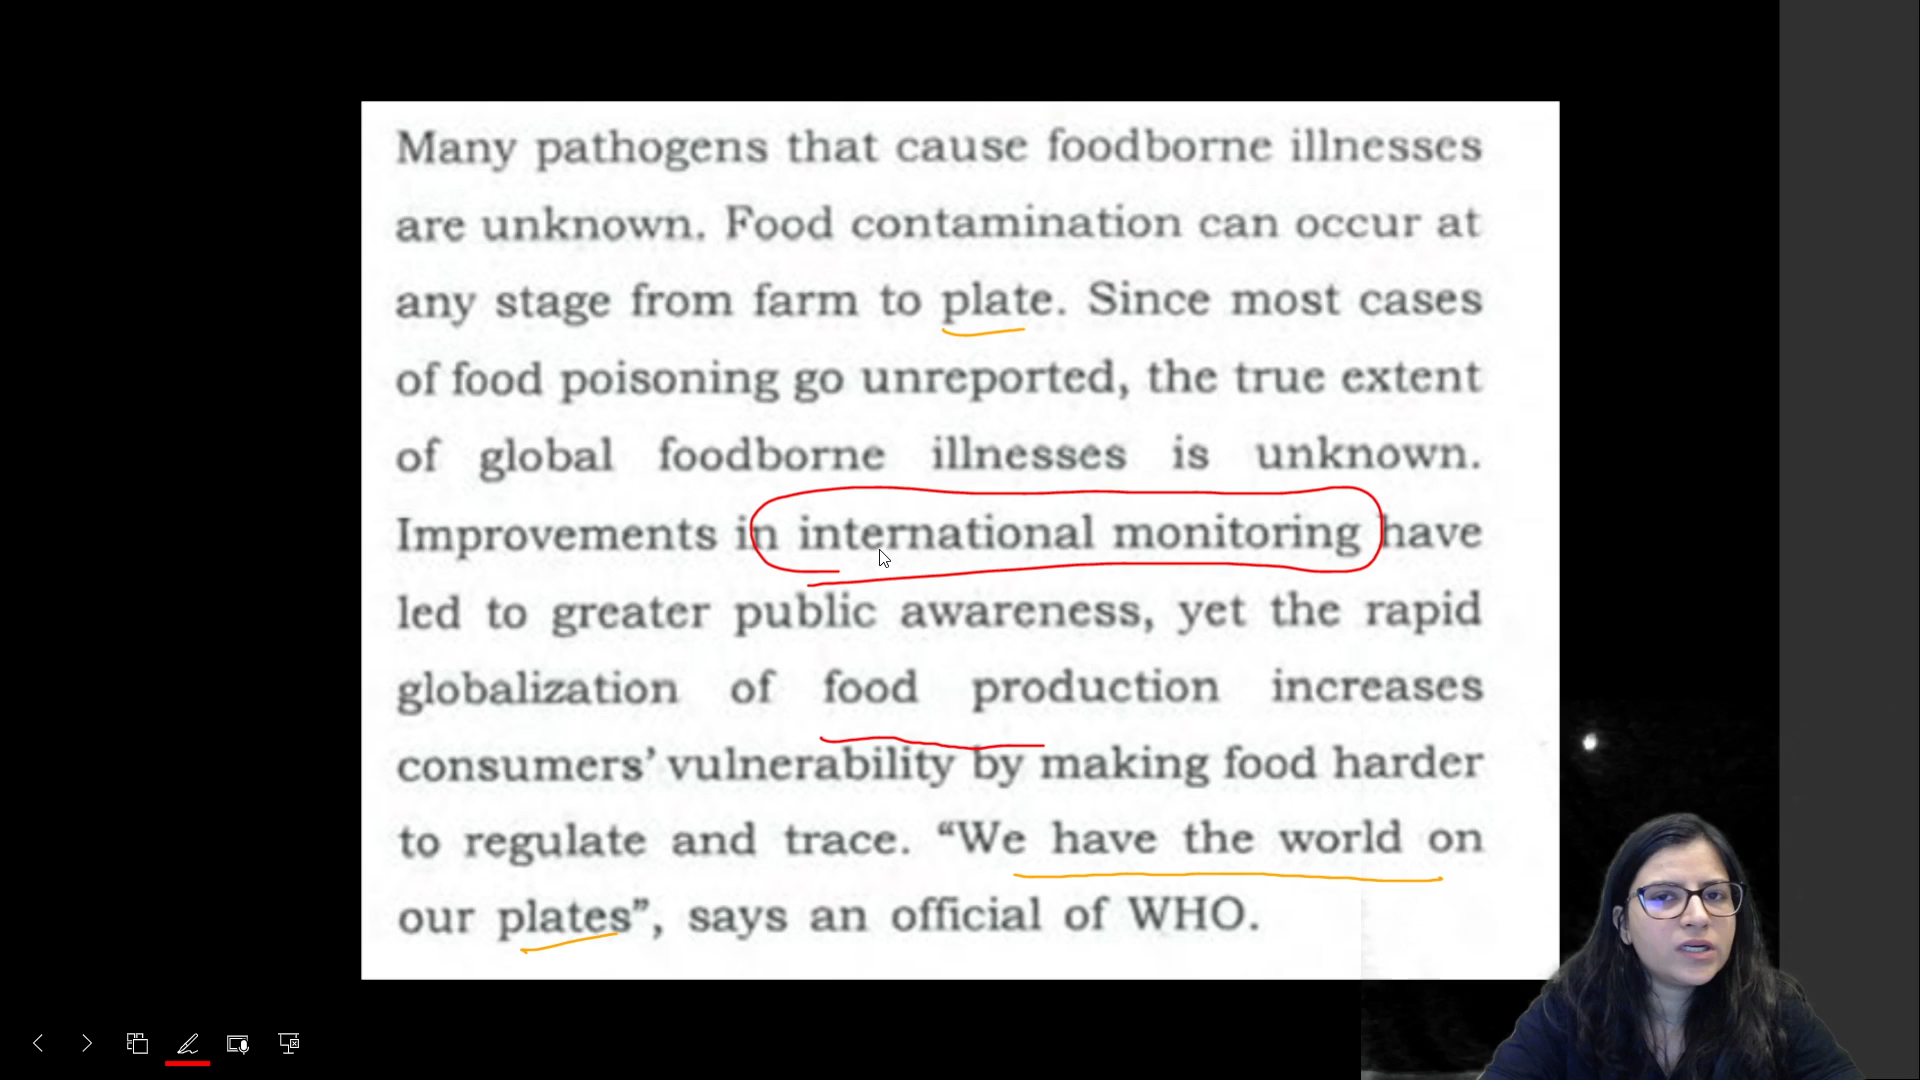 Many pathogens that cause foodborne illnesses
are unknown. Food contamination can occur at
any stage from farm to plate. Since most cases
of food poisoning go unreported, the true extent
of global foodborne illnesses is unknown.
Improvements in international monitoring have
led to greater public awareness, yet the rapid
globalization of food production increases
consumers’ vulnerability by making food harder
to regulate and trace. “We have the world on
our plates”, says an official of WHO.